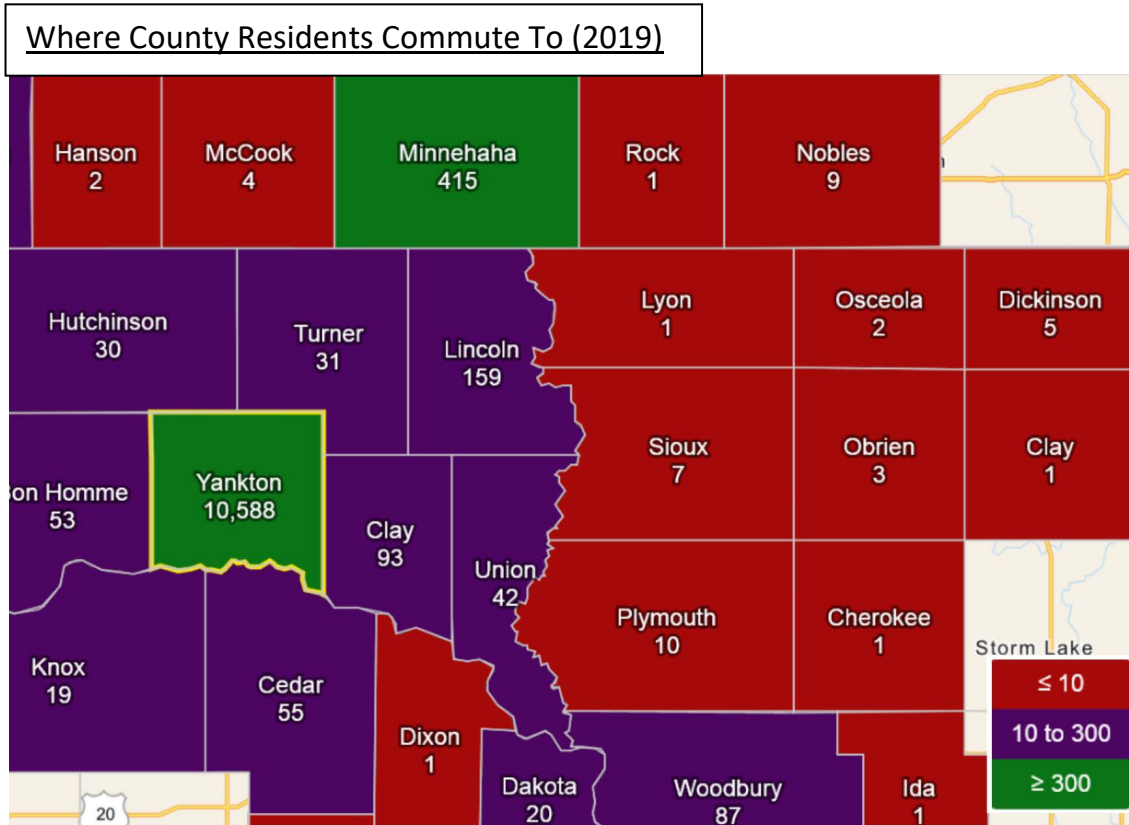 Where County Residents Commute To (2019)
Hanson
2
McCook
4
Minnehaha
415
Rock
1
Nobles
9
Hutchinson
30
Turner
31
Lincoln
159
Lyon
1
Osceola
2
Dickinson
5
on Homme
53
Yankton
10,588
Clay
93
Union
42
Sioux
7
Obrien
3
Clay
1
Knox
19
Cedar
55
Dixon
1
Dakota
20
Plymouth
10
Cherokee
1
Woodbury
87
Ida
1
Storm Lake
20
≤ 10
10 to 300
≥ 300